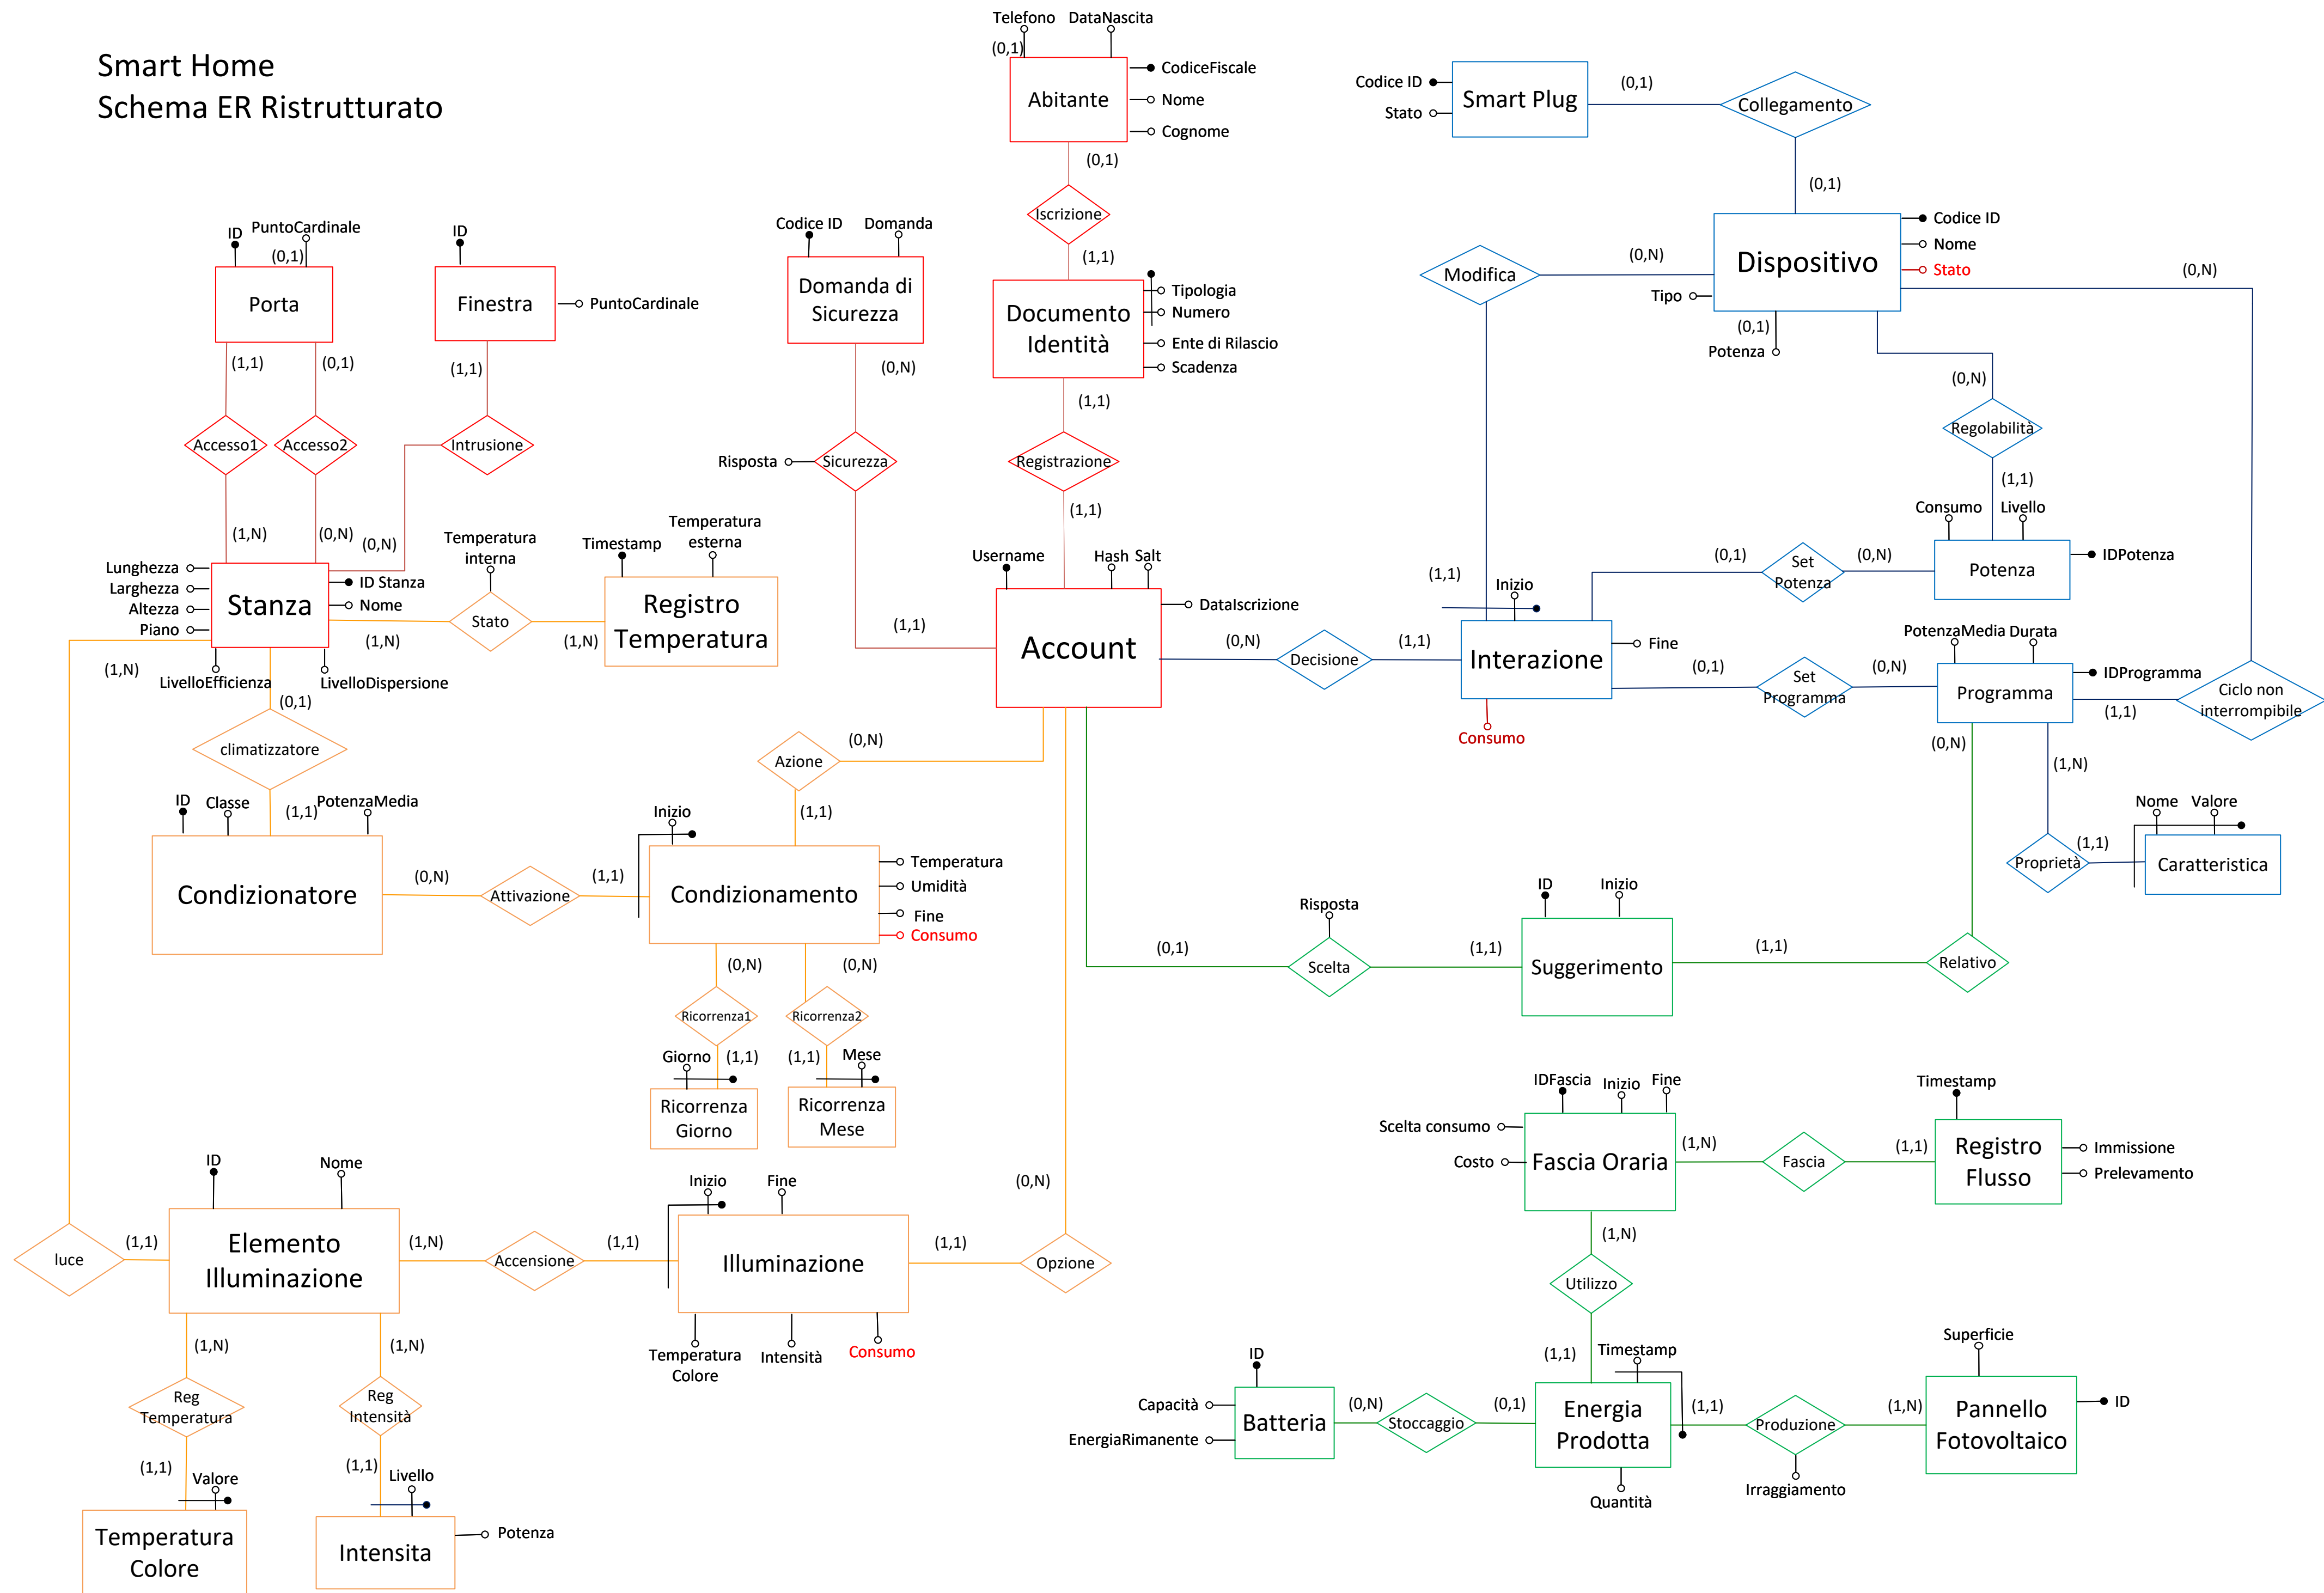 Smart Home
Schema ER Ristrutturato
Telefono
DataNascita
(0,1)
CodiceFiscale
Abitante
Nome
Cognome
(0,1)
Iscrizione
(1,1)
Codice ID
Stato
Smart Plug
(0,1)
Collegamento
(0,1)
ID
PuntoCardinale
(0,1)
Porta
ID
Finestra
PuntoCardinale
(1,1)
(0,1)
(1,1)
Accesso1
Accesso2
Intrusione
(1,N)
(0,N)
(0,N)
Codice ID
Domanda
Domanda di
Sicurezza
(0,N)
Risposta
Sicurezza
(1,1)
Tipologia
Numero
Documento
Identità
Ente di Rilascio
Scadenza
(1,1)
Registrazione
(1,1)
Modifica
(0,N)
Codice ID
Nome
Stato
Dispositivo
Tipo
(0,1)
Potenza
(0,N)
(0,N)
Regolabilità
(1,1)
Consumo
Livello
IDPotenza
Potenza
Lunghezza
Larghezza
Altezza
Piano
Stanza
ID Stanza
Nome
(1,N)
LivelloEfficienza
LivelloDispersione
(1,N)
Temperatura
interna
Stato
(1,N)
Timestamp
Temperatura
esterna
Registro
Temperatura
Username
Hash
Salt
DataIscrizione
Account
(0,N)
Decisione
(1,1)
(1,1)
Inizio
Interazione
Fine
Consumo
(0,1)
Set
Potenza
(0,N)
(0,1)
Set
Programma
(0,N)
PotenzaMedia
Durata
IDProgramma
Programma
(1,1)
Ciclo non
interrompibile
(0,N)
(1,N)
Nome
Valore
Proprietà
(1,1)
Caratteristica
(0,1)
climatizzatore
(1,1)
ID
Classe
PotenzaMedia
Condizionatore
(0,N)
Attivazione
(1,1)
Azione
(0,N)
(1,1)
Inizio
Condizionamento
Temperatura
Umidità
Fine
Consumo
(0,N)
(0,N)
Ricorrenza1
Ricorrenza2
Giorno
(1,1)
(1,1)
Mese
Ricorrenza
Giorno
Ricorrenza
Mese
Risposta
(0,1)
Scelta
(1,1)
ID
Inizio
Suggerimento
(1,1)
Relativo
IDFascia
Inizio
Fine
Scelta consumo
Costo
Fascia Oraria
(1,N)
Fascia
(1,1)
Timestamp
Registro
Flusso
Immissione
Prelevamento
(1,N)
Utilizzo
(1,1)
luce
(1,1)
ID
Nome
Elemento
Illuminazione
(1,N)
Accensione
(1,1)
Inizio
Fine
Illuminazione
(1,1)
Opzione
(0,N)
Temperatura
Colore
Intensità
Consumo
(1,N)
(1,N)
Reg
Temperatura
Reg
Intensità
(1,1)
(1,1)
Valore
Livello
Temperatura
Colore
Intensita
Potenza
ID
Capacità
EnergiaRimanente
Batteria
(0,N)
Stoccaggio
(0,1)
Timestamp
Energia
Prodotta
Quantità
(1,1)
Produzione
Irraggiamento
(1,N)
Superficie
ID
Pannello
Fotovoltaico